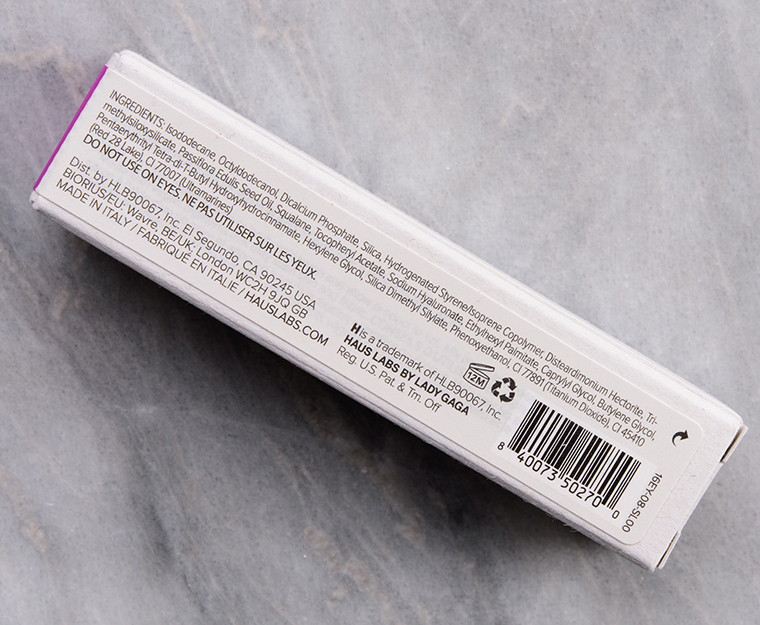 INGREDIENTS: Isododecane, Octyldodecanol, Dicalcium Phosphate, Silica, Hydrogenated Styrene/Isoprene Copolymer, Disteardimonium Hectorite, Tri-
methylsiloxysilicate, Passiflora Edulis Seed Oil, Squalane, Tocopheryl Acetate, Sodium Hyaluronate, Ethylhexyl Palmitate, Caprylyl Glycol, Butylene Glycol,
Pentaerythrityl Tetra-di-T-Butyl Hydroxyhydrocinnamate, Hexylene Glycol, Silica Dimethyl Silylate, Phenoxyethanol, CI 77891 (Titanium Dioxide), CI 45410
(Red 28 Lake), CI 77007 (Ultramarines)
DO NOT USE ON EYES. NE PAS UTILISER SUR LES YEUX.
Dist. by HLB90067, Inc. El Segundo, CA 90245 USA
BIORIUS/EU: Wavre, BE/UK: London WC2H 9JQ GB
MADE IN ITALY / FABRIQUÉ EN ITALIE / HAUSLABS.COM
H is a trademark of HLB90067, Inc.
HAUS LABS BY LADY GAGA
Reg. U.S. Pat. & Tm. Off
12M
8 40073 50270 0
16EY-08-SL00